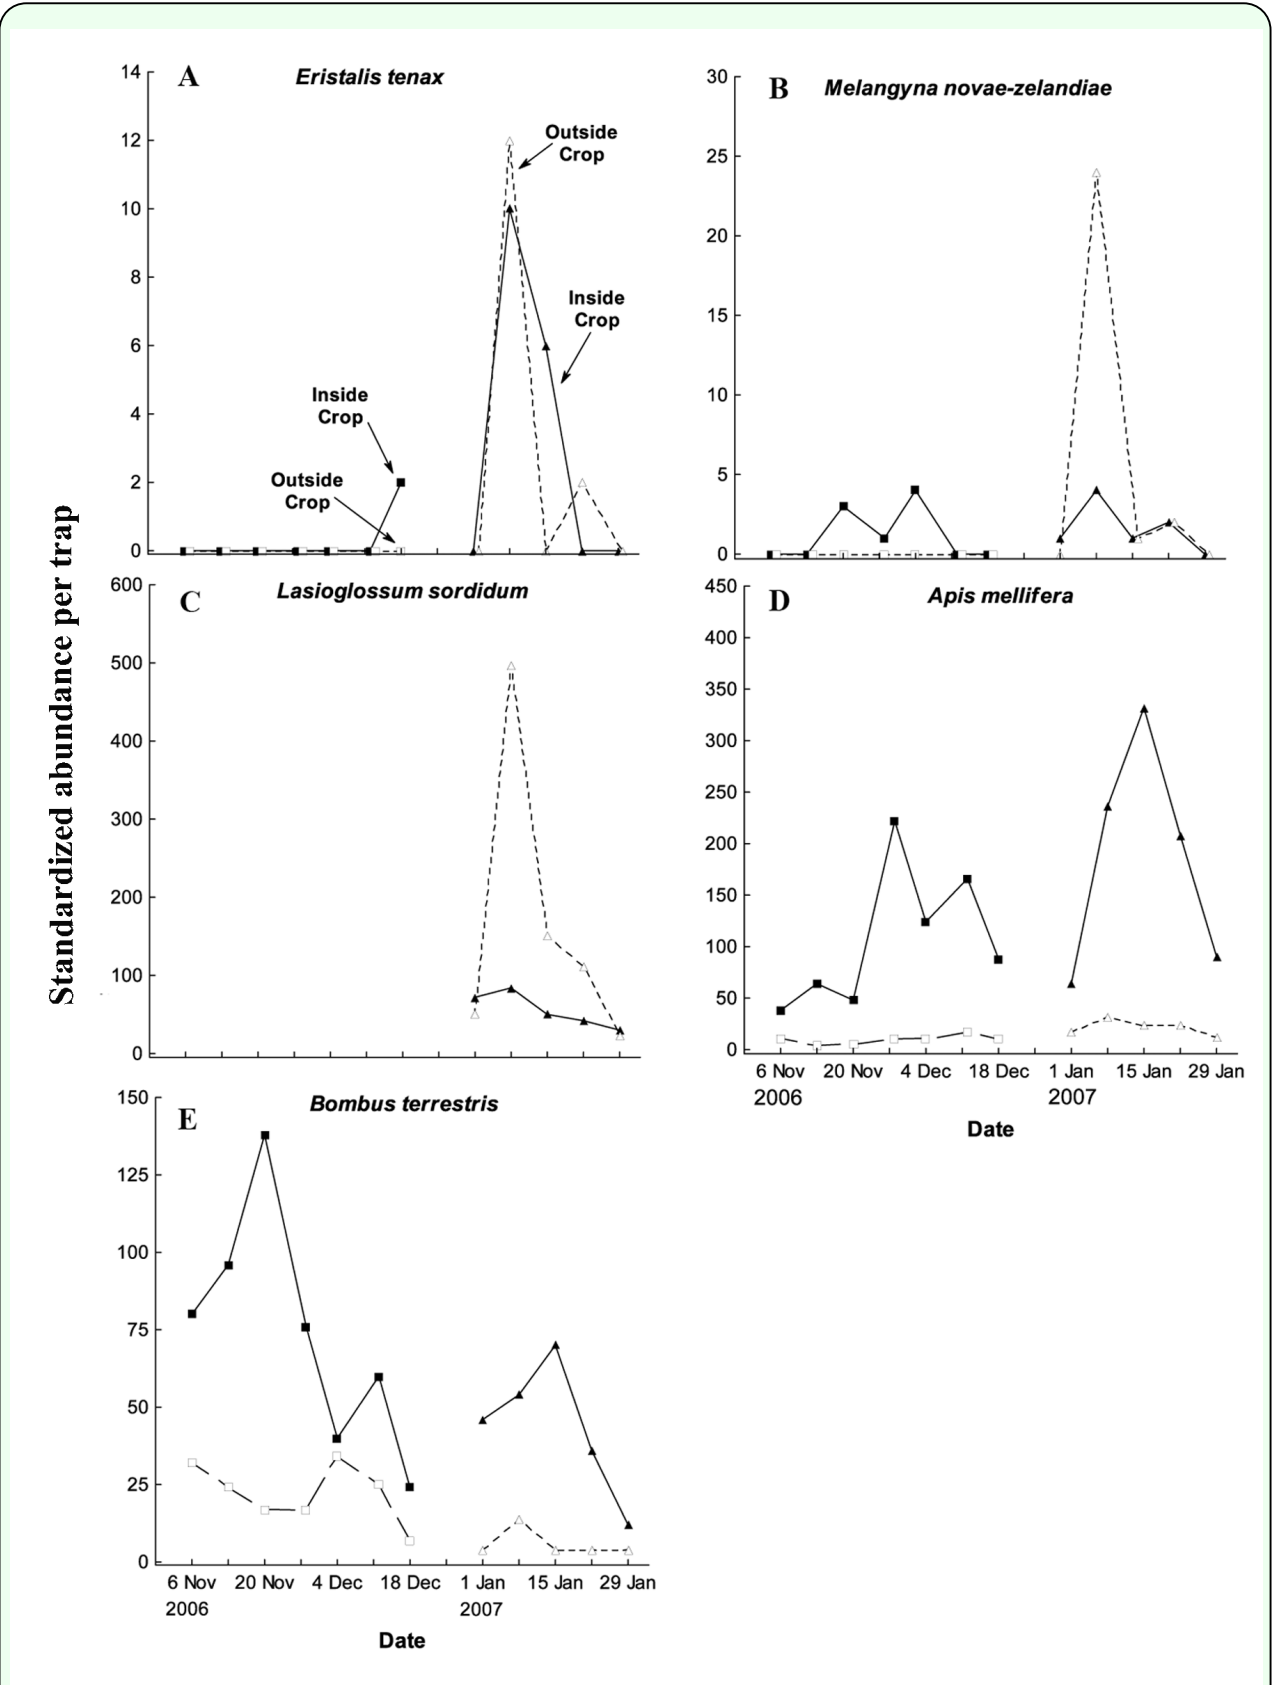 Standardized abundance per trap
A
Eristalis tenax
14
12
10
8
6
4
2
0
Outside
Crop
Inside
Crop
Inside
Crop
Outside
Crop
B
Melangyna novae-zelandiae
30
25
20
15
10
5
0
C
Lasioglossum sordidum
600
500
400
300
200
100
0
D
Apis mellifera
450
400
350
300
250
200
150
100
50
0
6 Nov 20 Nov 4 Dec 18 Dec 1 Jan 15 Jan 29 Jan
2006 2007
Date
E
Bombus terrestris
150
125
100
75
50
25
0
6 Nov 20 Nov 4 Dec 18 Dec 1 Jan 15 Jan 29 Jan
2006 2007
Date